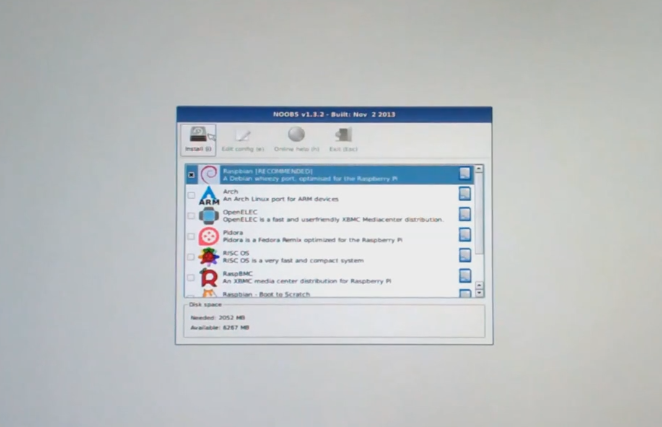 NOOBS v1.3.2 - Built: Nov 2 2013
Install (i)
Edit config (e)
Online help (h)
Exit (Esc)
Raspbian [RECOMMENDED]
A Debian wheezy port, optimised for the Raspberry Pi
Arch
An Arch Linux port for ARM devices
ARM
OpenELEC
OpenELEC is a fast and userfriendly XBMC Mediacenter distribution.
Pidora
Pidora is a Fedora Remix optimized for the Raspberry Pi
RISC OS
RISC OS is a very fast and compact system
RaspBMC
An XBMC media center distribution for Raspberry Pi
Raspbian - Boot to Scratch
Disk space
Needed: 2052 MB
Available: 6267 MB